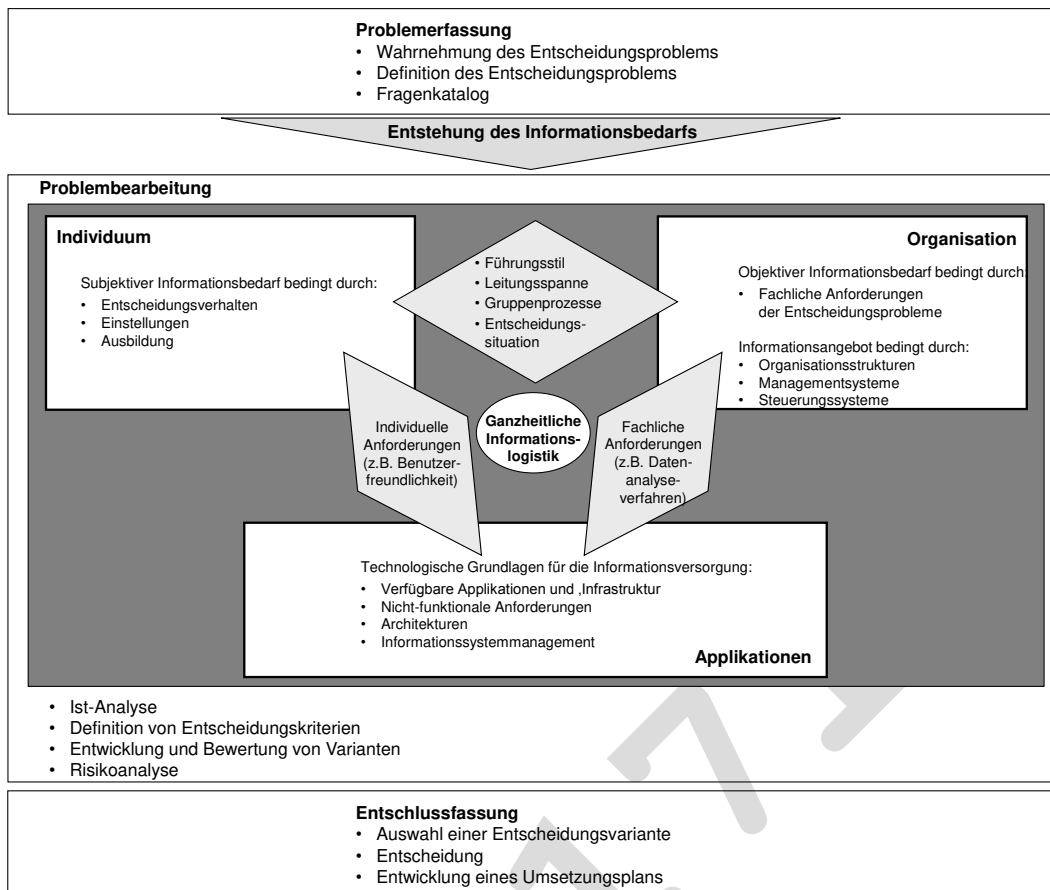 Problemerfassung
• Wahrnehmung des Entscheidungsproblems
• Definition des Entscheidungsproblems
• Fragenkatalog
Entstehung des Informationsbedarfs
Problembearbeitung
Individuum
Subjektiver Informationsbedarf bedingt durch:
• Entscheidungsverhalten
• Einstellungen
• Ausbildung
• Führungsstil
• Leitungsspanne
• Gruppenprozesse
• Entscheidungs-
situation
Organisation
Objektiver Informationsbedarf bedingt durch:
• Fachliche Anforderungen
der Entscheidungsprobleme
Informationsangebot bedingt durch:
• Organisationsstrukturen
• Managementsysteme
• Steuerungssysteme
Individuelle
Anforderungen
(z.B. Benutzer-
freundlichkeit)
Ganzheitliche
Informations-
logistik
Fachliche
Anforderungen
(z.B. Daten-
analyse-
verfahren)
Technologische Grundlagen für die Informationsversorgung:
• Verfügbare Applikationen und ,Infrastruktur
• Nicht-funktionale Anforderungen
• Architekturen
• Informationssystemmanagement
Applikationen
• Ist-Analyse
• Definition von Entscheidungskriterien
• Entwicklung und Bewertung von Varianten
• Risikoanalyse
Entschlussfassung
• Auswahl einer Entscheidungsvariante
• Entscheidung
• Entwicklung eines Umsetzungsplans